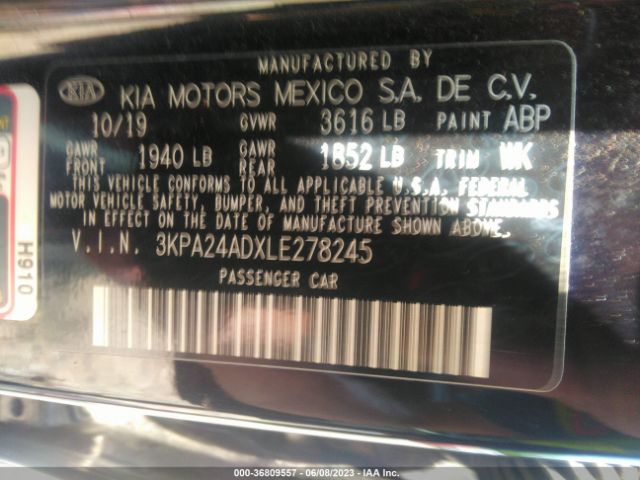 MANUFACTURED BY
KIA KIA MOTORS MEXICO S.A. DE C.V.
10/19 GVWR 3616 LB PAINT ABP
GAWR FRONT 1940 LB GAWR REAR 1852 LB TRIM WK
THIS VEHICLE CONFORMS TO ALL APPLICABLE U.S.A. FEDERAL
MOTOR VEHICLE SAFETY, BUMPER, AND THEFT PREVENTION STANDARDS
IN EFFECT ON THE DATE OF MANUFACTURE SHOWN ABOVE.
V.I.N. 3KPA24ADXLE278245
PASSENGER CAR
H910
000-36809557 - 06/08/2023 - IAA Inc.